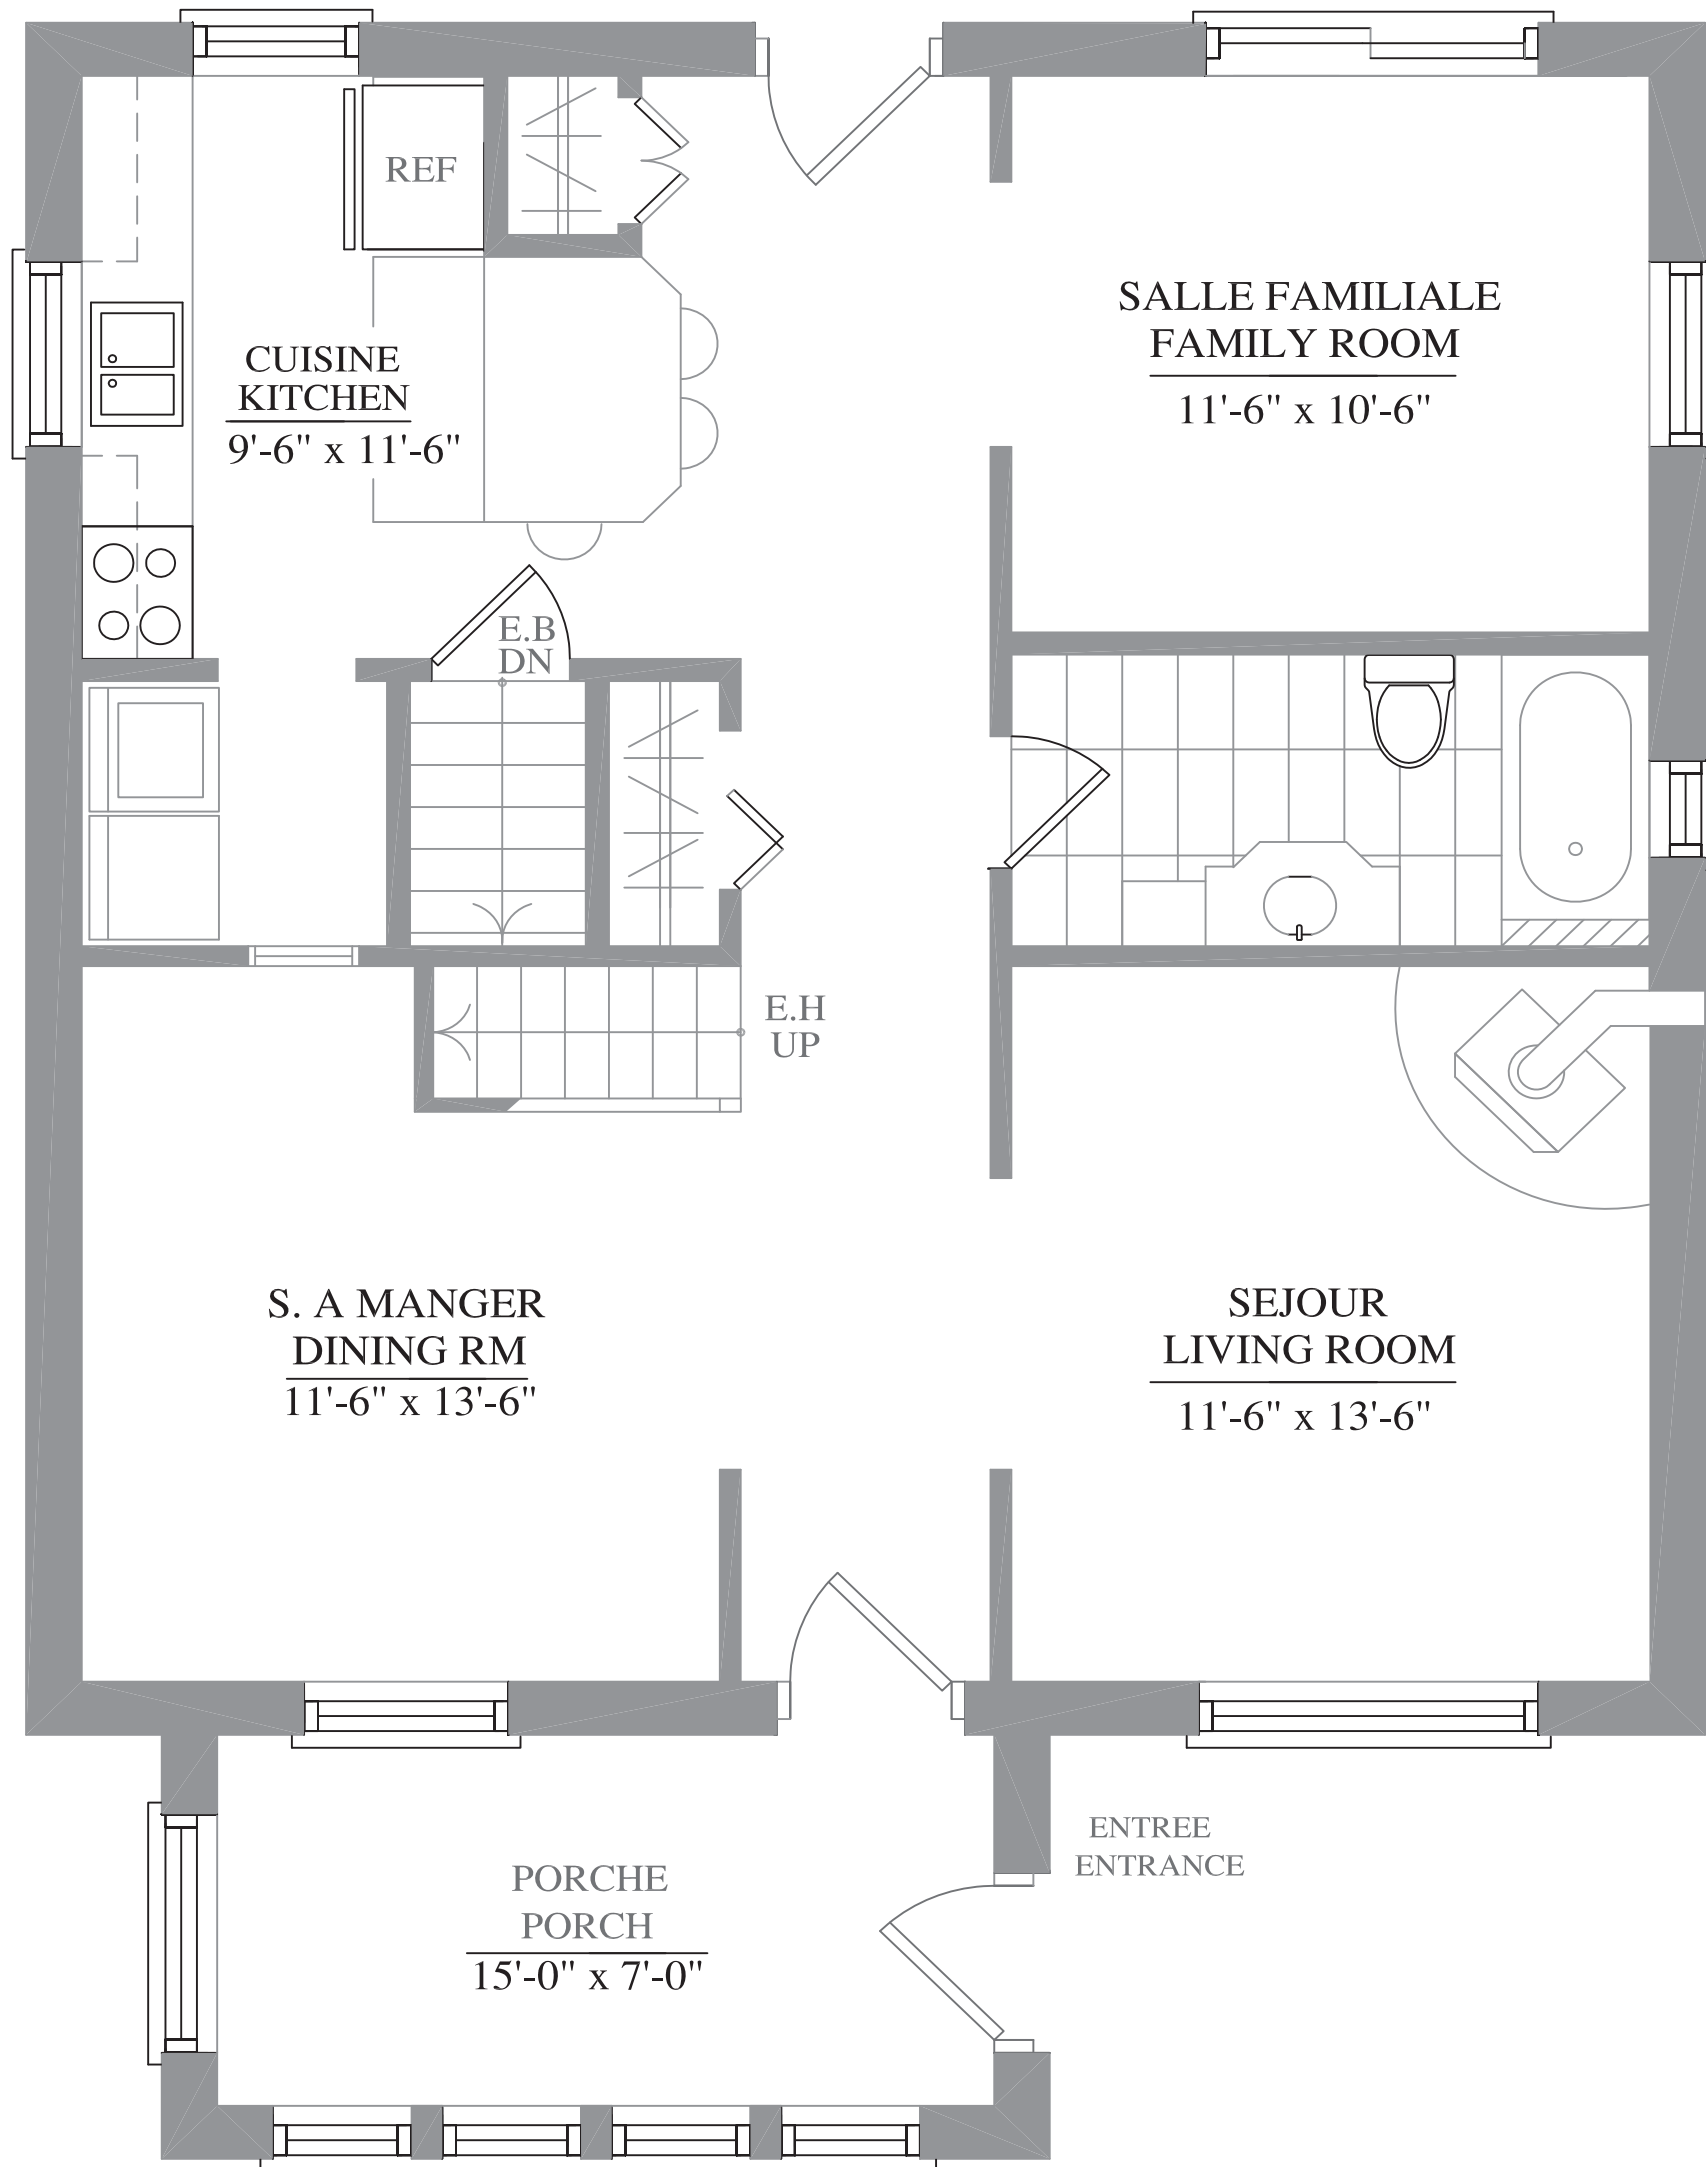 REF
SALLE FAMILIALE
FAMILY ROOM
11'-6" x 10'-6"
CUISINE
KITCHEN
9'-6" x 11'-6"
E.B
DN
E.H
UP
S. A MANGER
DINING RM
11'-6" x 13'-6"
SEJOUR
LIVING ROOM
11'-6" x 13'-6"
ENTREE
ENTRANCE
PORCHE
PORCH
15'-0" x 7'-0"